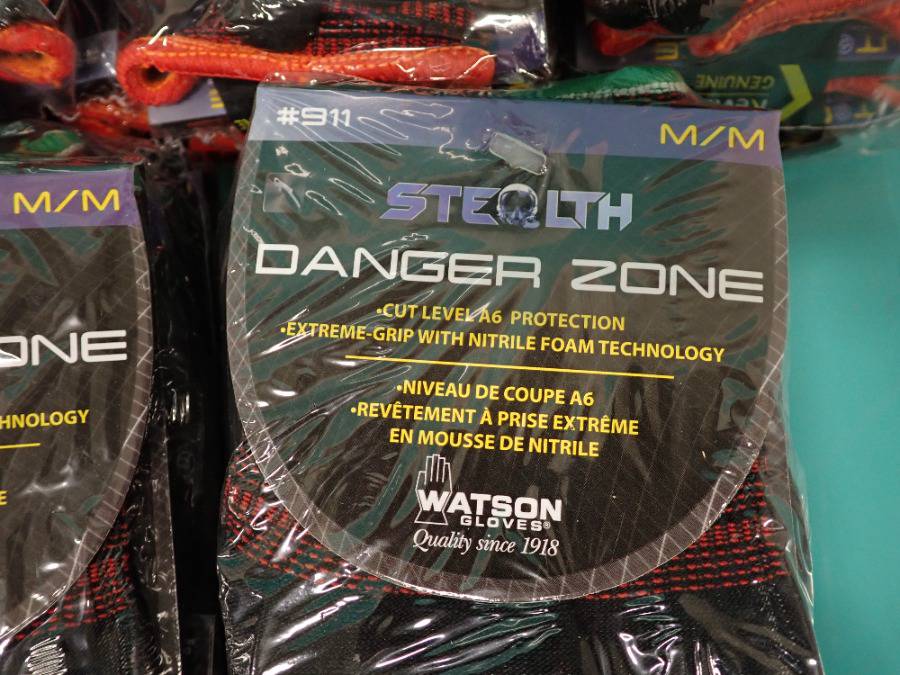 GENUINE
#911
M/M
STEALTH
DANGER ZONE
•CUT LEVEL A6 PROTECTION
•EXTREME-GRIP WITH NITRILE FOAM TECHNOLOGY
•NIVEAU DE COUPE A6
•REVÊTEMENT À PRISE EXTRÊME
EN MOUSSE DE NITRILE
WATSON
GLOVES®
Quality since 1918
M/M
ONE
HNOLOGY
E